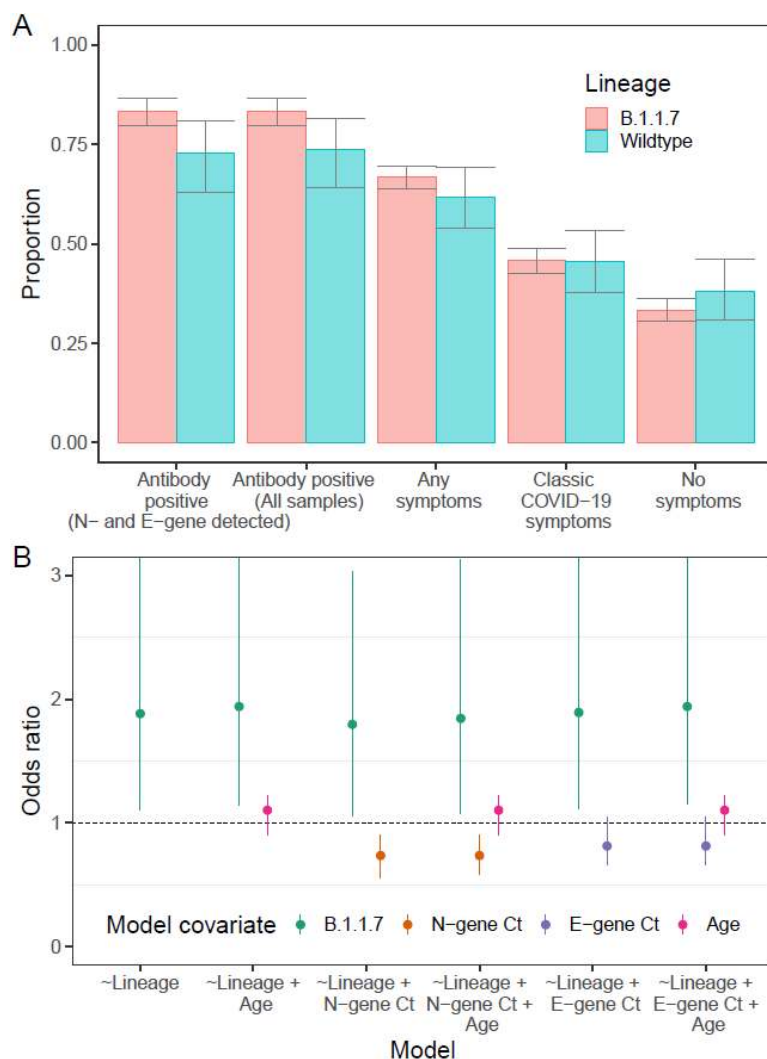 A
1.00
0.75
0.50
0.25
0.00
Proportion
Lineage
B.1.1.7
Wildtype
Antibody
positive
(N− and E−gene detected)
Antibody positive
(All samples)
Any
symptoms
Classic
COVID−19
symptoms
No
symptoms
B
3
2
1
0
Odds ratio
Model covariate B.1.1.7 N−gene Ct E−gene Ct Age
~Lineage
~Lineage +
Age
~Lineage +
N−gene Ct
~Lineage +
N−gene Ct +
Age
~Lineage +
E−gene Ct
~Lineage +
E−gene Ct +
Age
Model